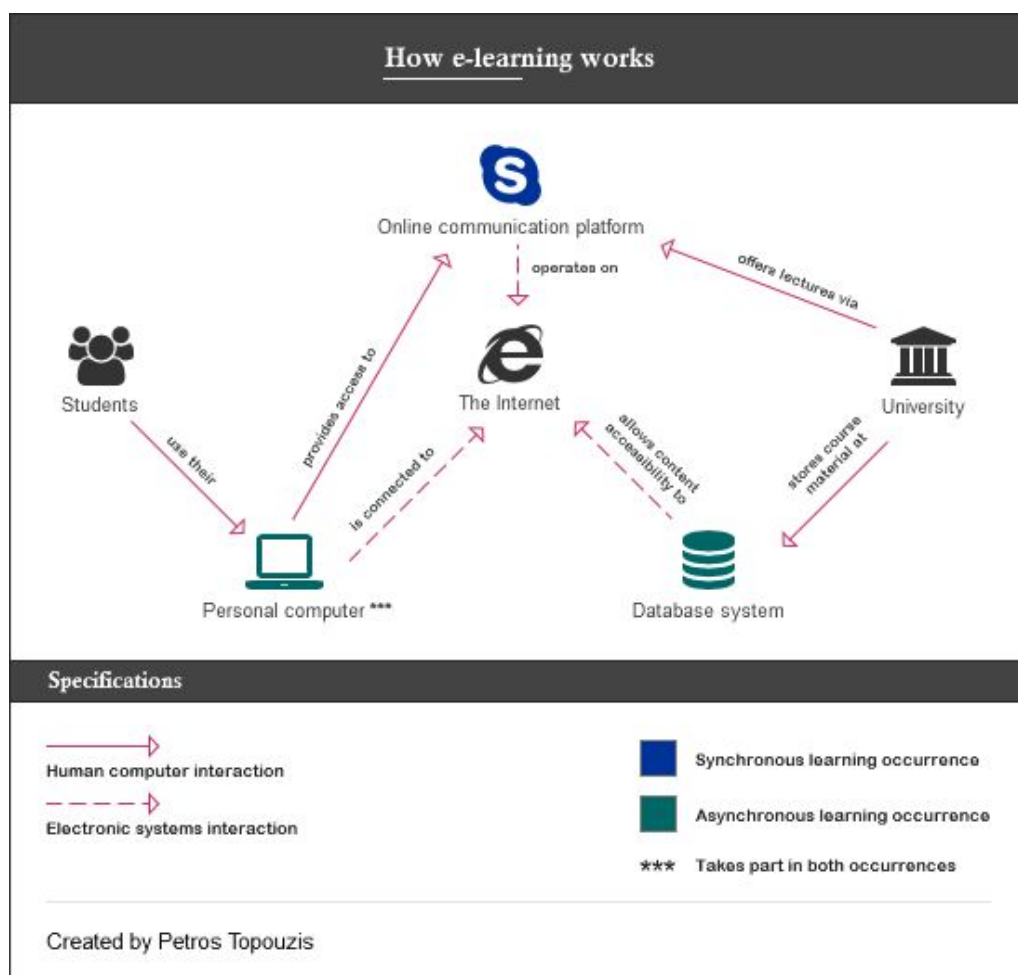 How e-learning works
S
Online communication platform
operates on
offers lectures via
Students
provides access to
The Internet
University
use their
is connected to
allows content
accessibility to
stores course
material at
Personal computer ***
Database system
Specifications
Human computer interaction
Electronic systems interaction
Synchronous learning occurrence
Asynchronous learning occurrence
*** Takes part in both occurrences
Created by Petros Topouzis